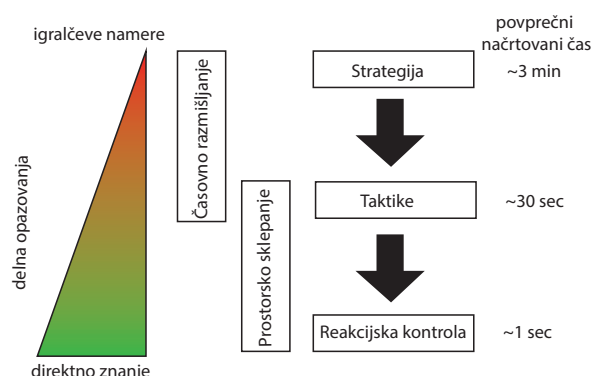 igralčeve namere
delna opazovanja
direktno znanje
Časovno razmišljanje
Prostorsko sklepanje
povprečni
načrtovani čas
Strategija
~3 min
Taktike
~30 sec
Reakcijska kontrola
~1 sec